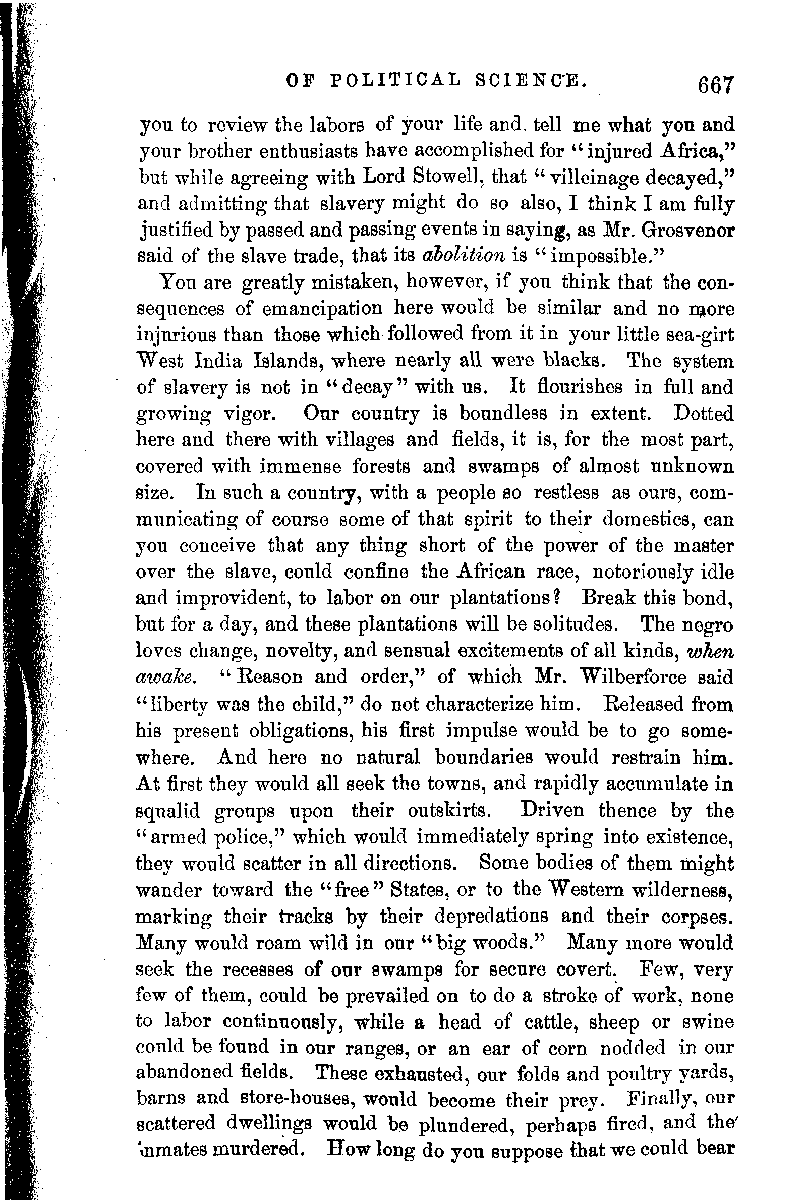 OF POLITICAL SCIENCE. 667
you to review the labors of your life and. tell me what you and
your brother enthusiasts have accomplished for “injured Africa,”
but while agreeing with Lord Stowell, that “villeinage decayed,”
and admitting that slavery might do so also, I think I am fully
justified by passed and passing events in saying, as Mr. Grosvenor
said of the slave trade, that its abolition is “impossible.”
You are greatly mistaken, however, if you think that the con-
sequences of emancipation here would be similar and no more
injurious than those which followed from it in your little sea-girt
West India Islands, where nearly all were blacks. The system
of slavery is not in “decay” with us. It flourishes in full and
growing vigor. Our country is boundless in extent. Dotted
here and there with villages and fields, it is, for the most part,
covered with immense forests and swamps of almost unknown
size. In such a country, with a people so restless as ours, com-
municating of course some of that spirit to their domestics, can
you conceive that any thing short of the power of the master
over the slave, could confine the African race, notoriously idle
and improvident, to labor on our plantations? Break this bond,
but for a day, and these plantations will be solitudes. The negro
loves change, novelty, and sensual excitements of all kinds, when
awake. “Reason and order,” of which Mr. Wilberforce said
“liberty was the child,” do not characterize him. Released from
his present obligations, his first impulse would be to go some-
where. And here no natural boundaries would restrain him.
At first they would all seek the towns, and rapidly accumulate in
squalid groups upon their outskirts. Driven thence by the
“armed police,” which would immediately spring into existence,
they would scatter in all directions. Some bodies of them might
wander toward the “free” States, or to the Western wilderness,
marking their tracks by their depredations and their corpses.
Many would roam wild in our “big woods.” Many more would
seek the recesses of our swamps for secure covert. Few, very
few of them, could be prevailed on to do a stroke of work, none
to labor continuously, while a head of cattle, sheep or swine
could be found in our ranges, or an ear of corn nodded in our
abandoned fields. These exhausted, our folds and poultry yards,
barns and store-houses, would become their prey. Finally, our
scattered dwellings would be plundered, perhaps fired, and the
inmates murdered. How long do you suppose that we could bear